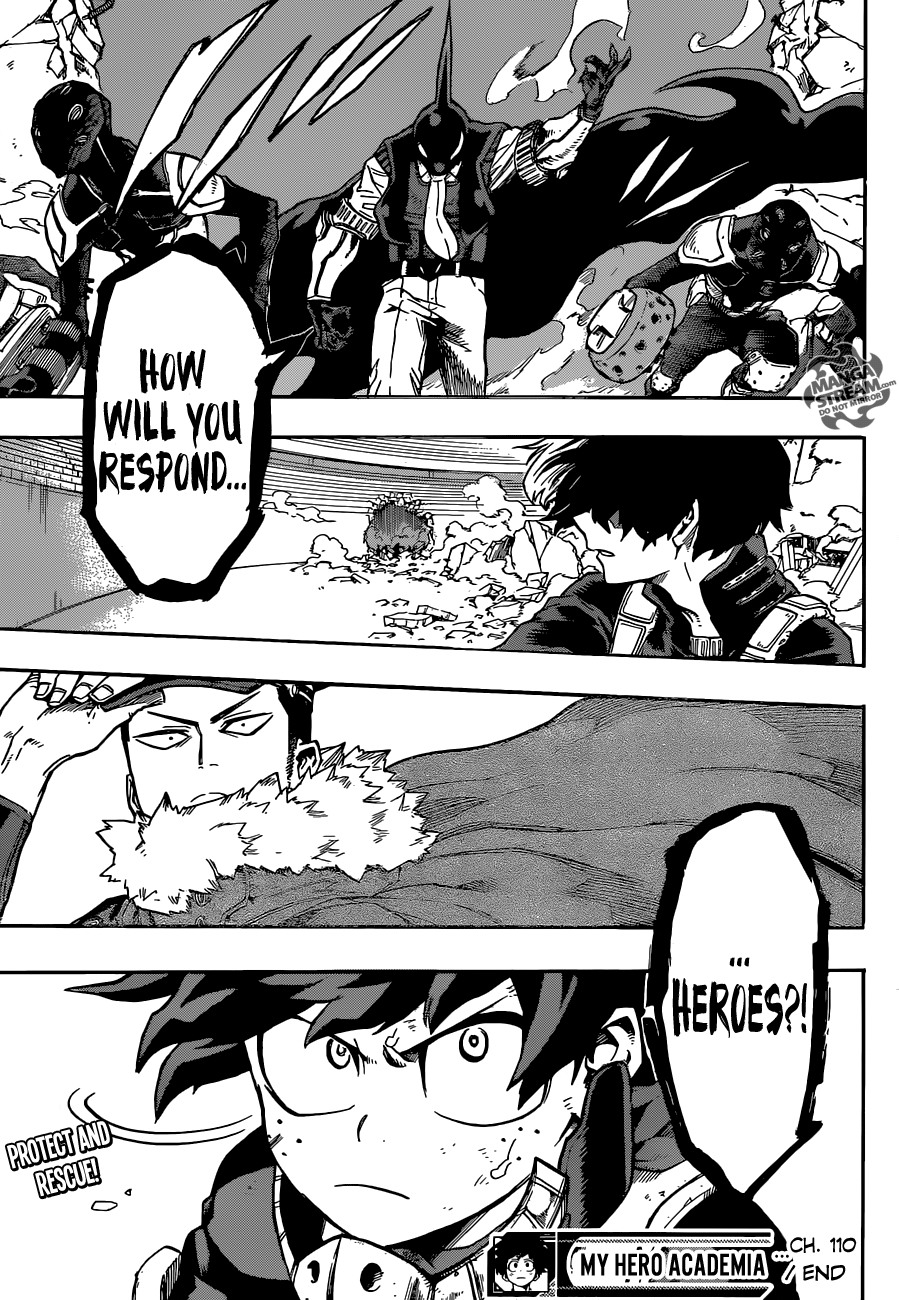 HOW
WILL YOU
RESPOND...
MANGA
STREAM.com
DO NOT MIRROR
...
HEROES?!
PROTECT AND
RESCUE!
MY HERO ACADEMIA
...CH. 110
/ END